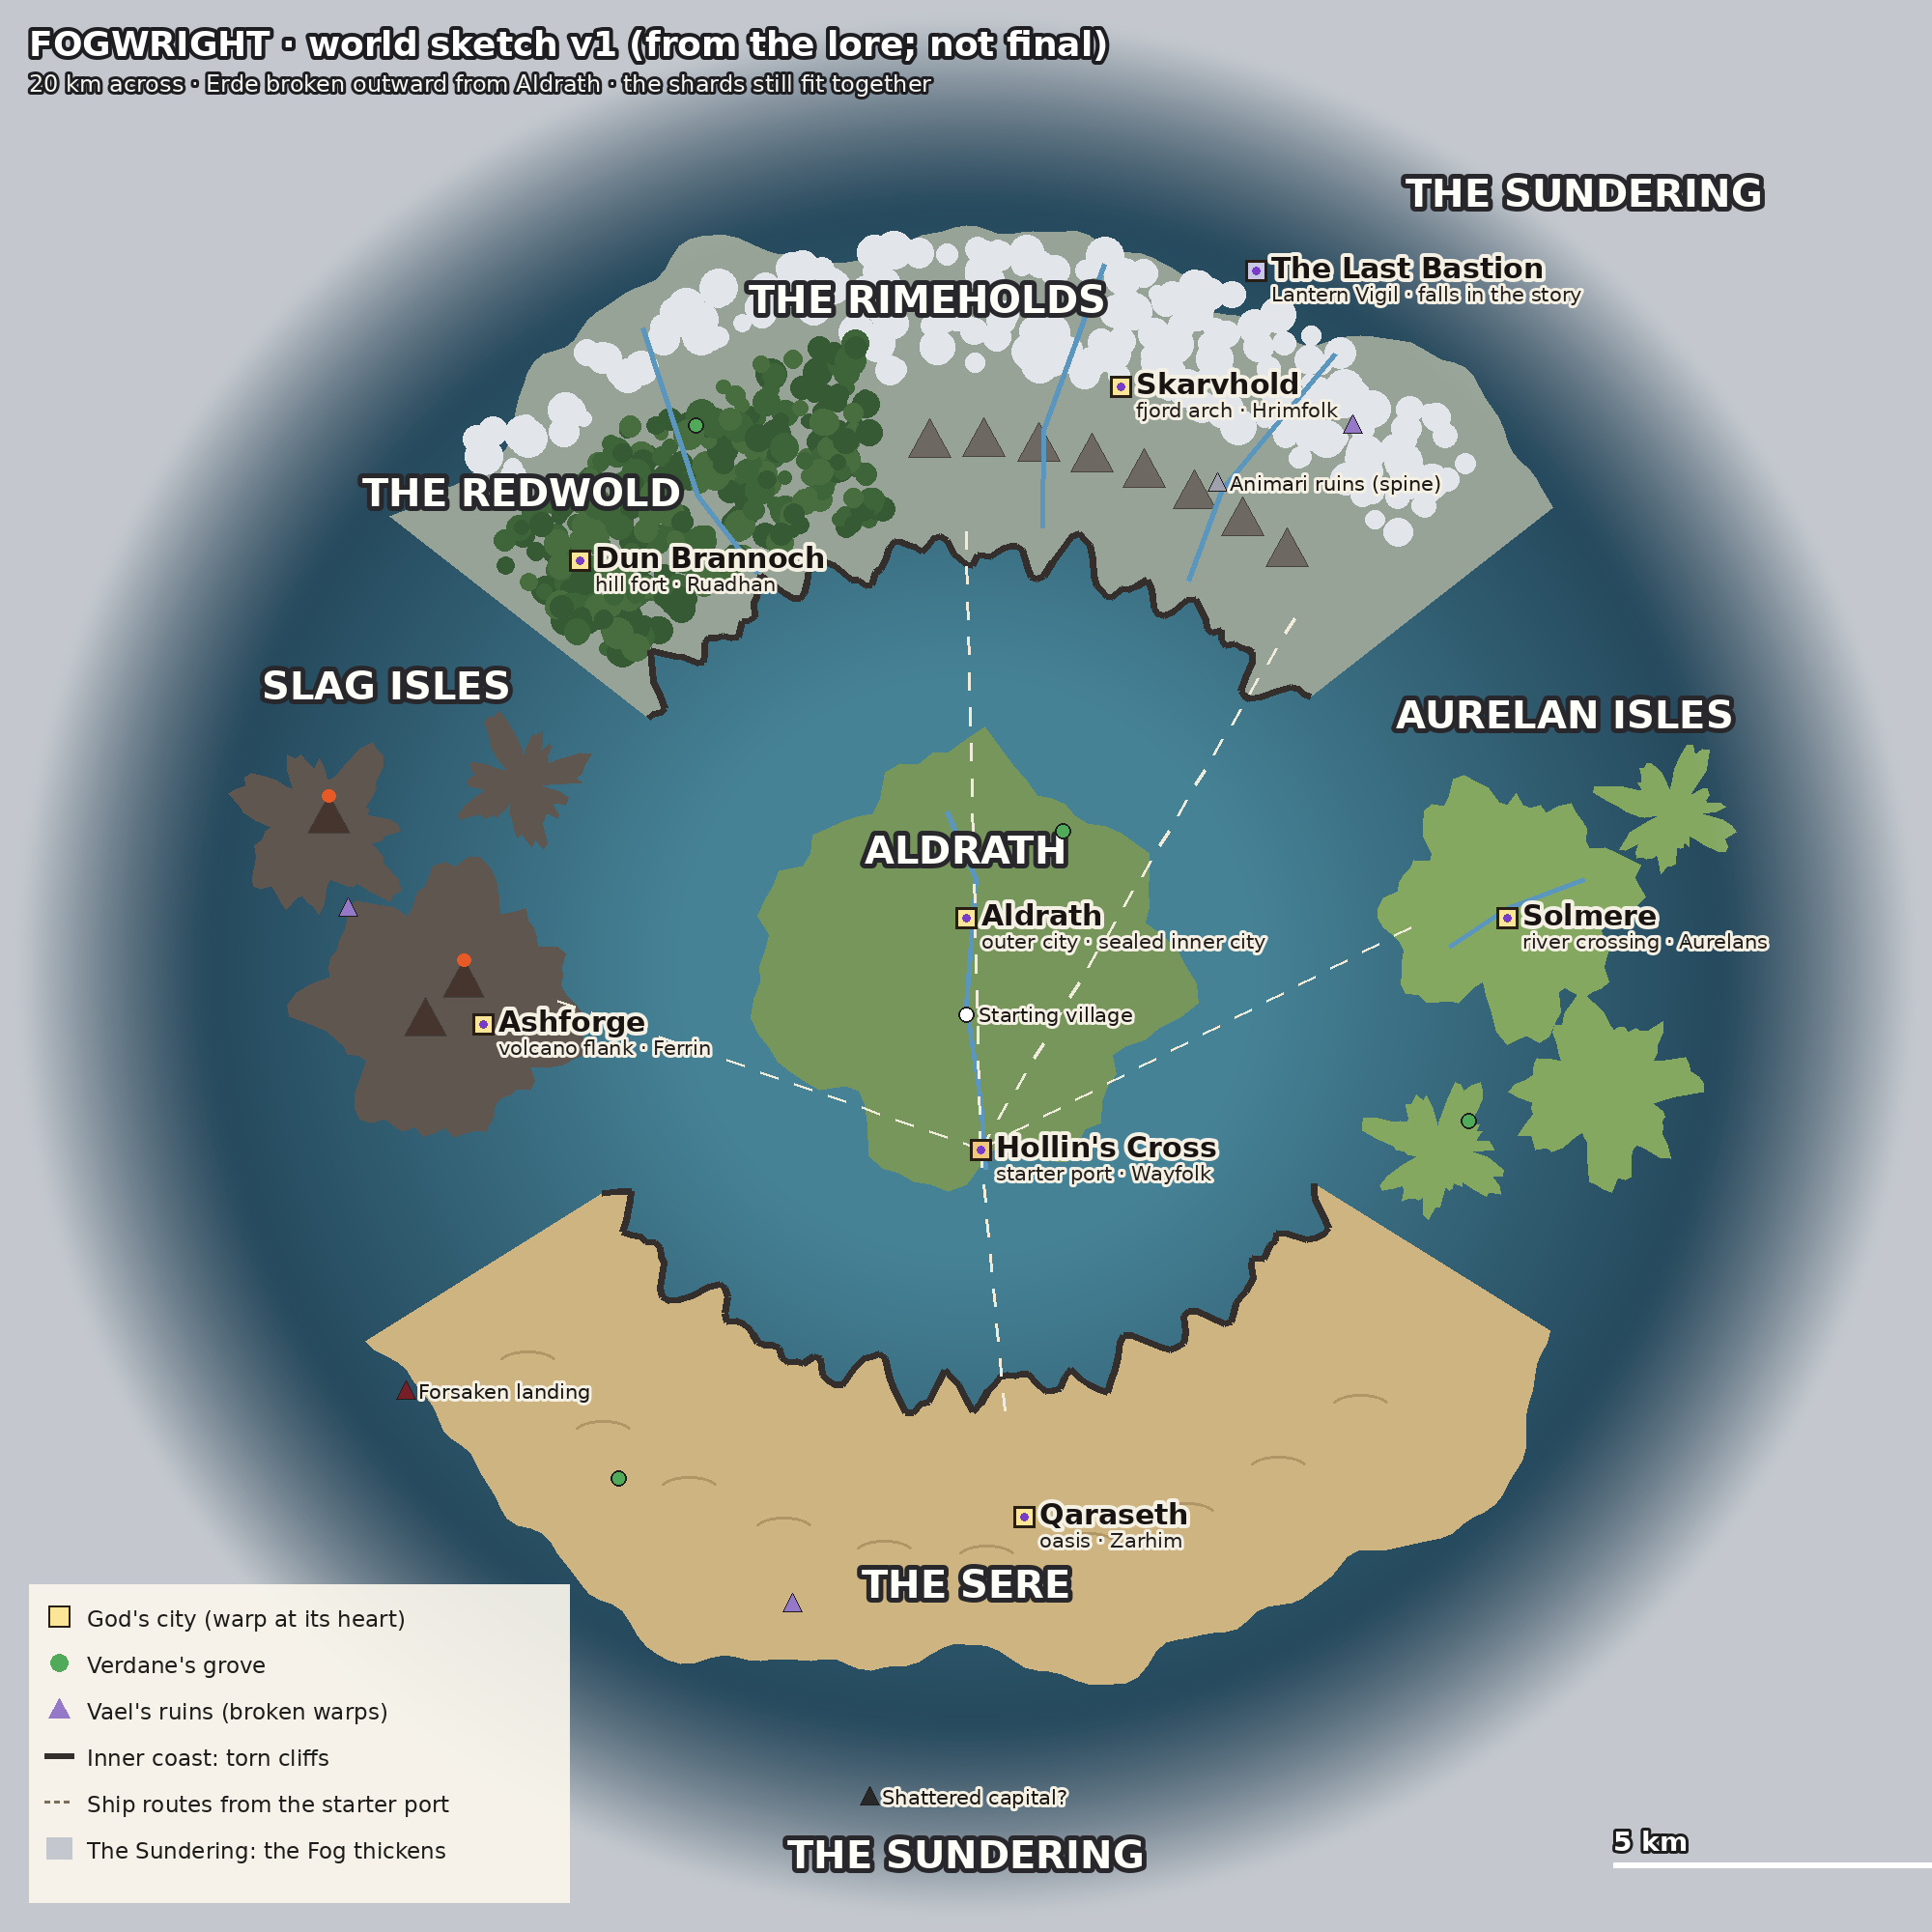 FOGWRIGHT · world sketch v1 (from the lore; not final)
20 km across · Erde broken outward from Aldrath · the shards still fit together
THE SUNDERING
The Last Bastion
Lantern Vigil · falls in the story
THE RIMEHOLDS
Skarvhold
fjord arch · Hrimfolk
THE REDWOLD
Animari ruins (spine)
Dun Brannoch
hill fort · Ruadhan
SLAG ISLES
AURELAN ISLES
ALDRATH
Aldrath
outer city · sealed inner city
Solmere
river crossing · Aurelans
Starting village
Ashforge
volcano flank · Ferrin
Hollin's Cross
starter port · Wayfolk
Forsaken landing
Qaraseth
oasis · Zarhim
THE SERE
God's city (warp at its heart)
Verdane's grove
Vael's ruins (broken warps)
Inner coast: torn cliffs
Ship routes from the starter port
The Sundering: the Fog thickens
Shattered capital?
THE SUNDERING
5 km